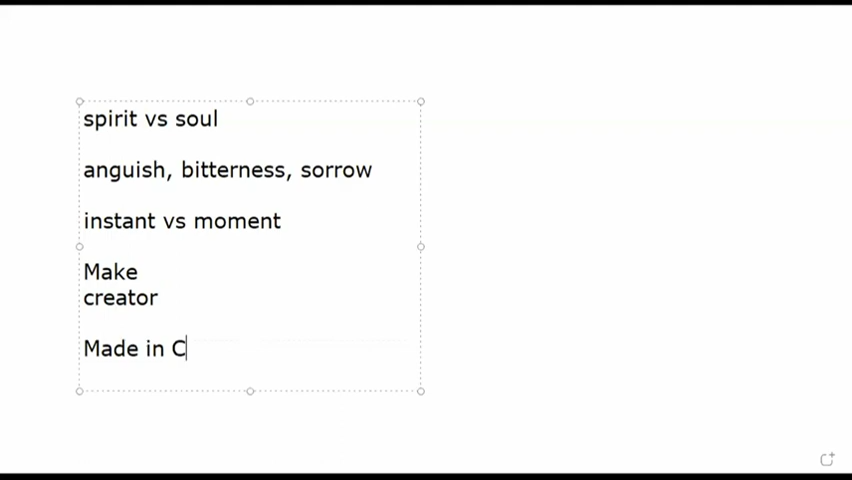 spirit vs soul
anguish, bitterness, sorrow
instant vs moment
Make
creator
Made in C